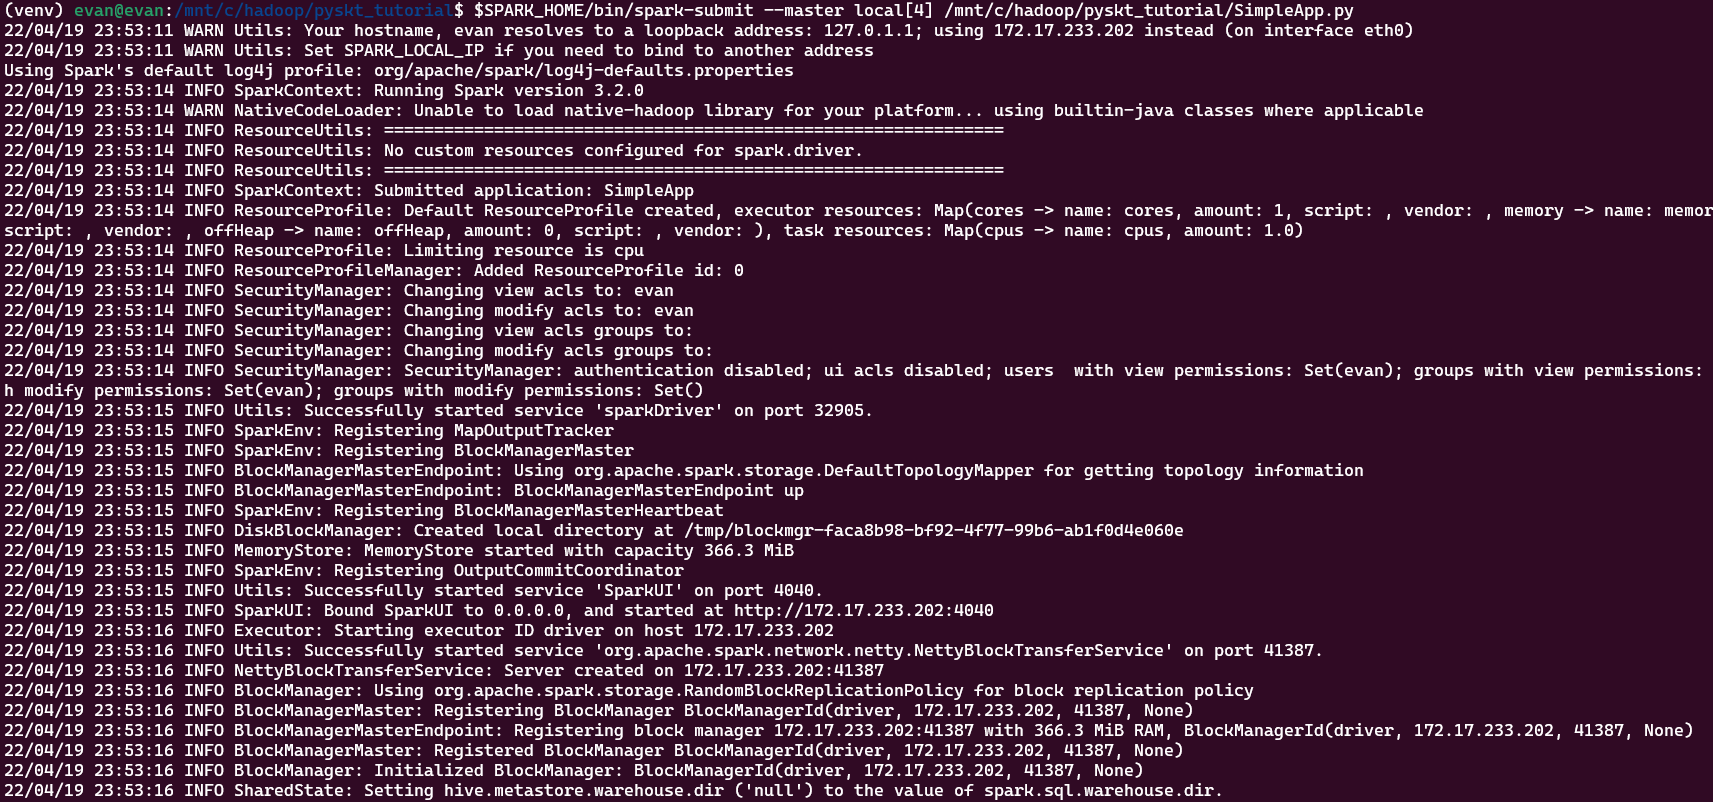 (venv) evan@evan:/mnt/c/hadoop/pyskt_tutorial$ $SPARK_HOME/bin/spark-submit --master local[4] /mnt/c/hadoop/pyskt_tutorial/SimpleApp.py
22/04/19 23:53:11 WARN Utils: Your hostname, evan resolves to a loopback address: 127.0.1.1; using 172.17.233.202 instead (on interface eth0)
22/04/19 23:53:11 WARN Utils: Set SPARK_LOCAL_IP if you need to bind to another address
Using Spark's default log4j profile: org/apache/spark/log4j-defaults.properties
22/04/19 23:53:14 INFO SparkContext: Running Spark version 3.2.0
22/04/19 23:53:14 WARN NativeCodeLoader: Unable to load native-hadoop library for your platform... using builtin-java classes where applicable
22/04/19 23:53:14 INFO ResourceUtils: ==============================================================
22/04/19 23:53:14 INFO ResourceUtils: No custom resources configured for spark.driver.
22/04/19 23:53:14 INFO ResourceUtils: ==============================================================
22/04/19 23:53:14 INFO SparkContext: Submitted application: SimpleApp
22/04/19 23:53:14 INFO ResourceProfile: Default ResourceProfile created, executor resources: Map(cores -> name: cores, amount: 1, script: , vendor: , memory -> name: memor
script: , vendor: , offHeap -> name: offHeap, amount: 0, script: , vendor: ), task resources: Map(cpus -> name: cpus, amount: 1.0)
22/04/19 23:53:14 INFO ResourceProfile: Limiting resource is cpu
22/04/19 23:53:14 INFO ResourceProfileManager: Added ResourceProfile id: 0
22/04/19 23:53:14 INFO SecurityManager: Changing view acls to: evan
22/04/19 23:53:14 INFO SecurityManager: Changing modify acls to: evan
22/04/19 23:53:14 INFO SecurityManager: Changing view acls groups to:
22/04/19 23:53:14 INFO SecurityManager: Changing modify acls groups to:
22/04/19 23:53:14 INFO SecurityManager: SecurityManager: authentication disabled; ui acls disabled; users  with view permissions: Set(evan); groups with view permissions:
h modify permissions: Set(evan); groups with modify permissions: Set()
22/04/19 23:53:15 INFO Utils: Successfully started service 'sparkDriver' on port 32905.
22/04/19 23:53:15 INFO SparkEnv: Registering MapOutputTracker
22/04/19 23:53:15 INFO SparkEnv: Registering BlockManagerMaster
22/04/19 23:53:15 INFO BlockManagerMasterEndpoint: Using org.apache.spark.storage.DefaultTopologyMapper for getting topology information
22/04/19 23:53:15 INFO BlockManagerMasterEndpoint: BlockManagerMasterEndpoint up
22/04/19 23:53:15 INFO SparkEnv: Registering BlockManagerMasterHeartbeat
22/04/19 23:53:15 INFO DiskBlockManager: Created local directory at /tmp/blockmgr-faca8b98-bf92-4f77-99b6-ab1f0d4e060e
22/04/19 23:53:15 INFO MemoryStore: MemoryStore started with capacity 366.3 MiB
22/04/19 23:53:15 INFO SparkEnv: Registering OutputCommitCoordinator
22/04/19 23:53:15 INFO Utils: Successfully started service 'SparkUI' on port 4040.
22/04/19 23:53:15 INFO SparkUI: Bound SparkUI to 0.0.0.0, and started at http://172.17.233.202:4040
22/04/19 23:53:16 INFO Executor: Starting executor ID driver on host 172.17.233.202
22/04/19 23:53:16 INFO Utils: Successfully started service 'org.apache.spark.network.netty.NettyBlockTransferService' on port 41387.
22/04/19 23:53:16 INFO NettyBlockTransferService: Server created on 172.17.233.202:41387
22/04/19 23:53:16 INFO BlockManager: Using org.apache.spark.storage.RandomBlockReplicationPolicy for block replication policy
22/04/19 23:53:16 INFO BlockManagerMaster: Registering BlockManager BlockManagerId(driver, 172.17.233.202, 41387, None)
22/04/19 23:53:16 INFO BlockManagerMasterEndpoint: Registering block manager 172.17.233.202:41387 with 366.3 MiB RAM, BlockManagerId(driver, 172.17.233.202, 41387, None)
22/04/19 23:53:16 INFO BlockManagerMaster: Registered BlockManager BlockManagerId(driver, 172.17.233.202, 41387, None)
22/04/19 23:53:16 INFO BlockManager: Initialized BlockManager: BlockManagerId(driver, 172.17.233.202, 41387, None)
22/04/19 23:53:16 INFO SharedState: Setting hive.metastore.warehouse.dir ('null') to the value of spark.sql.warehouse.dir.